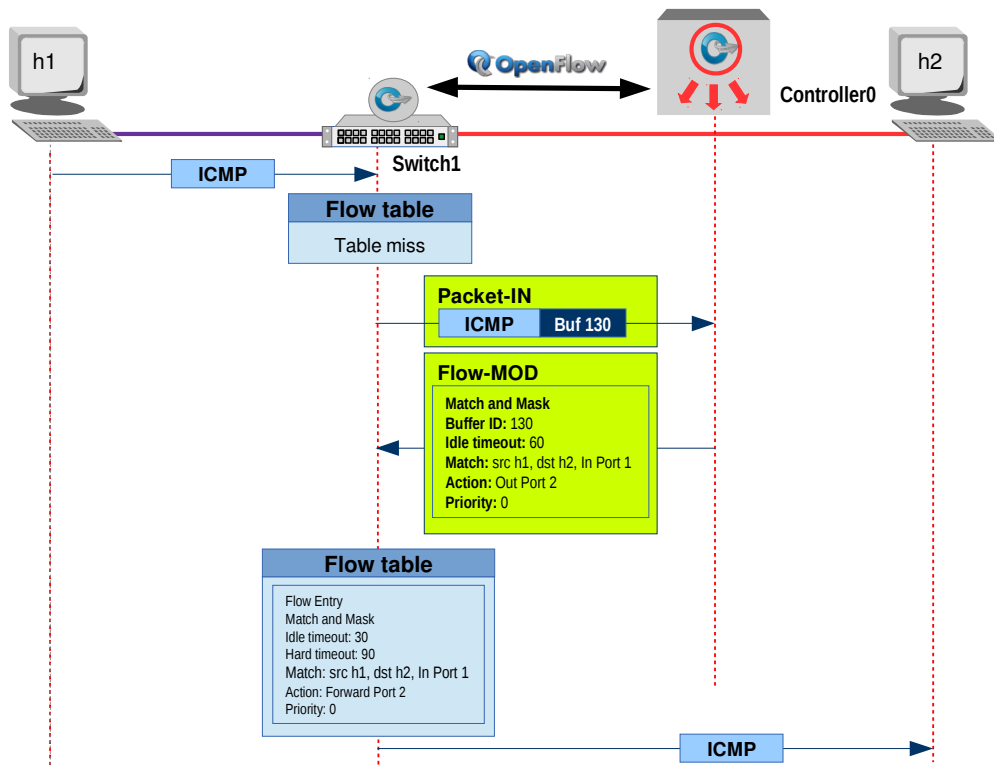 h1
OpenFlow
h2
Controller0
Switch1
ICMP
Flow table
Table miss
Packet-IN
ICMP Buf 130
Flow-MOD
Match and Mask
Buffer ID: 130
Idle timeout: 60
Match: src h1, dst h2, In Port 1
Action: Out Port 2
Priority: 0
Flow table
Flow Entry
Match and Mask
Idle timeout: 30
Hard timeout: 90
Match: src h1, dst h2, In Port 1
Action: Forward Port 2
Priority: 0
ICMP